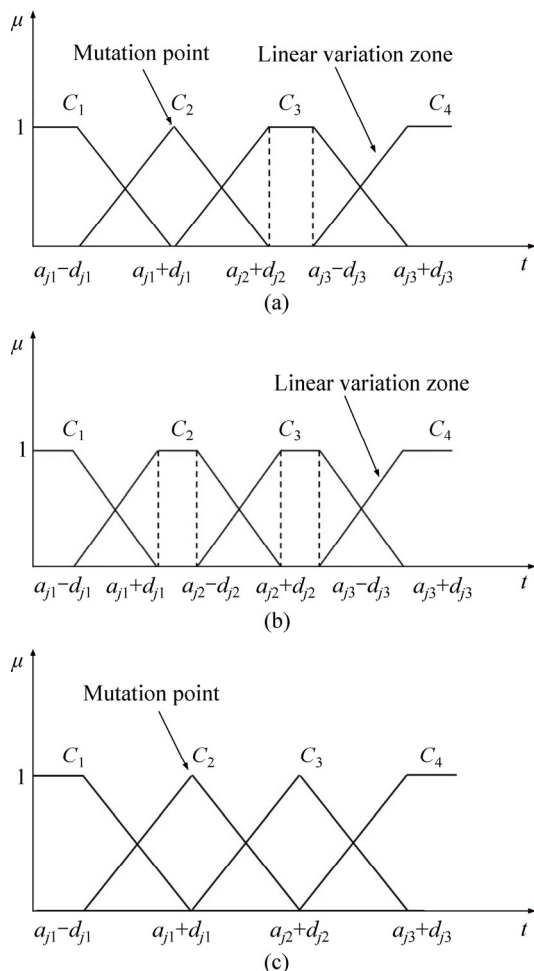 μ
Mutation point
Linear variation zone
C₁ C₂ C₃ C₄
1
aⱼ₁−dⱼ₁ aⱼ₁+dⱼ₁ aⱼ₂+dⱼ₂ aⱼ₃−dⱼ₃ aⱼ₃+dⱼ₃ t
(a)
μ
Linear variation zone
C₁ C₂ C₃ C₄
1
aⱼ₁−dⱼ₁ aⱼ₁+dⱼ₁ aⱼ₂−dⱼ₂ aⱼ₂+dⱼ₂ aⱼ₃−dⱼ₃ aⱼ₃+dⱼ₃ t
(b)
μ
Mutation point
C₁ C₂ C₃ C₄
1
aⱼ₁−dⱼ₁ aⱼ₁+dⱼ₁ aⱼ₂+dⱼ₂ aⱼ₃+dⱼ₃ t
(c)